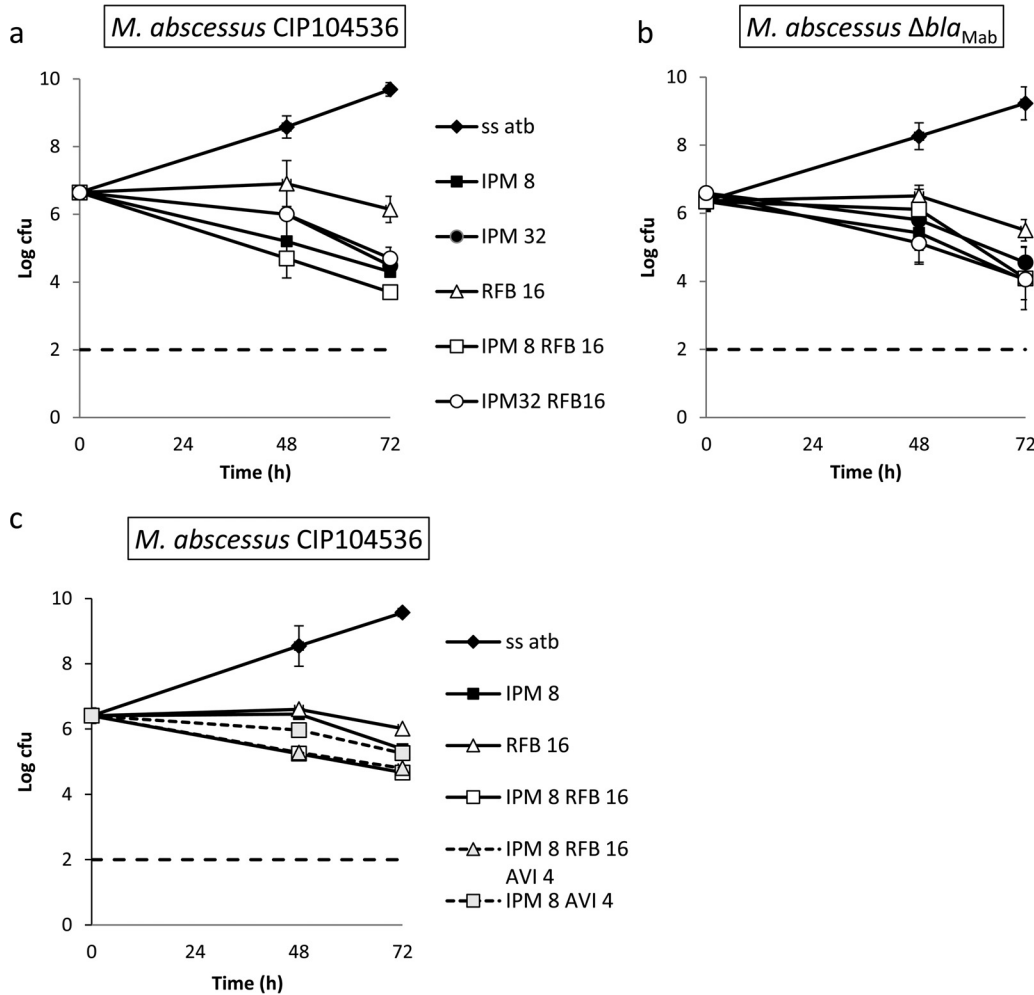 a
M. abscessus CIP104536
10
8
6
4
2
0
Log cfu
0 24 48 72
Time (h)
ss atb
IPM 8
IPM 32
RFB 16
IPM 8 RFB 16
IPM32 RFB16
b
M. abscessus ΔblaMab
10
8
6
4
2
0
Log cfu
0 24 48 72
Time (h)
c
M. abscessus CIP104536
10
8
6
4
2
0
Log cfu
0 24 48 72
Time (h)
ss atb
IPM 8
RFB 16
IPM 8 RFB 16
IPM 8 RFB 16
AVI 4
IPM 8 AVI 4